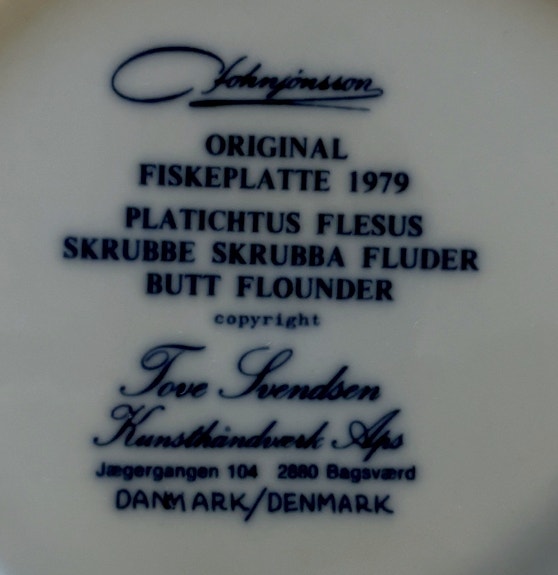 Johnjönsson
ORIGINAL
FISKEPLATTE 1979
PLATICHTUS FLESUS
SKRUBBE SKRUBBA FLUDER
BUTT FLOUNDER
copyright
Tove Svendsen
Kunsthåndværk Aps
Jægergangen 104 2880 Bagsværd
DANMARK/DENMARK